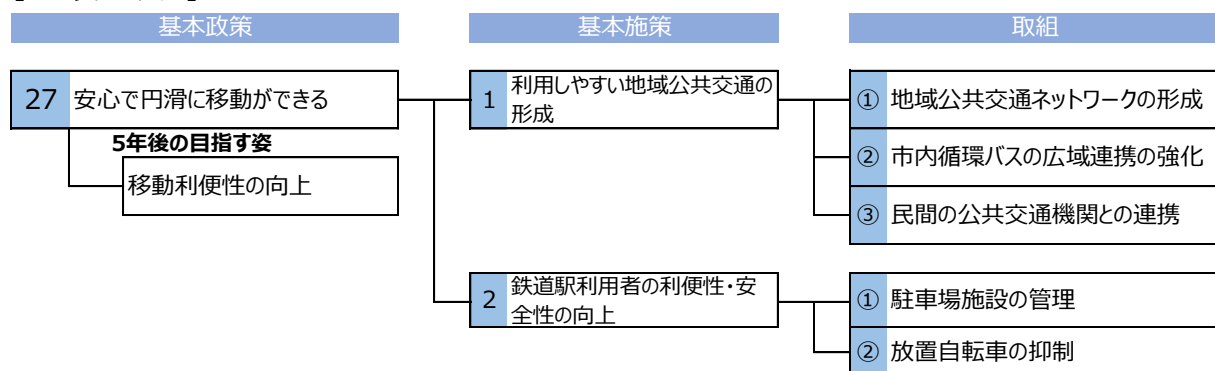 基本政策
基本施策
取組
27 安心で円滑に移動ができる
5年後の目指す姿
移動利便性の向上
1 利用しやすい地域公共交通の
形成
① 地域公共交通ネットワークの形成
② 市内循環バスの広域連携の強化
③ 民間の公共交通機関との連携
2 鉄道駅利用者の利便性・安
全性の向上
① 駐車場施設の管理
② 放置自転車の抑制